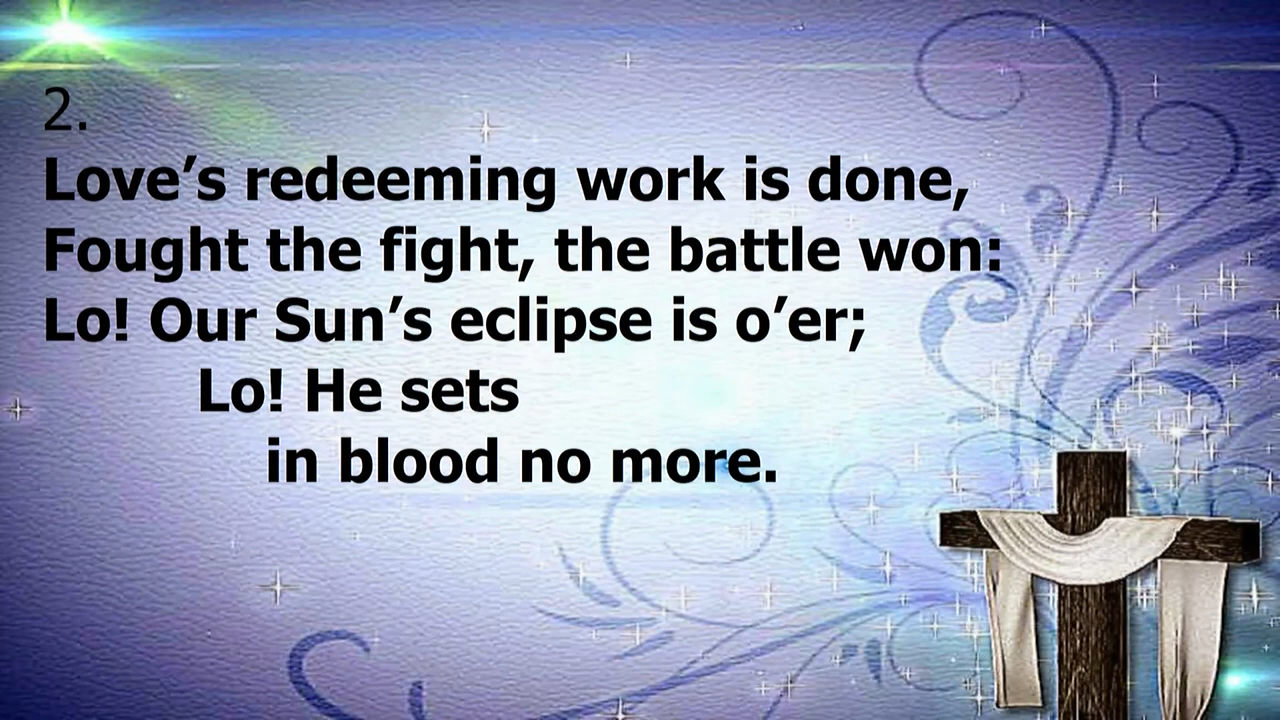 2.
Love’s redeeming work is done,
Fought the fight, the battle won:
Lo! Our Sun’s eclipse is o’er;
Lo! He sets
in blood no more.